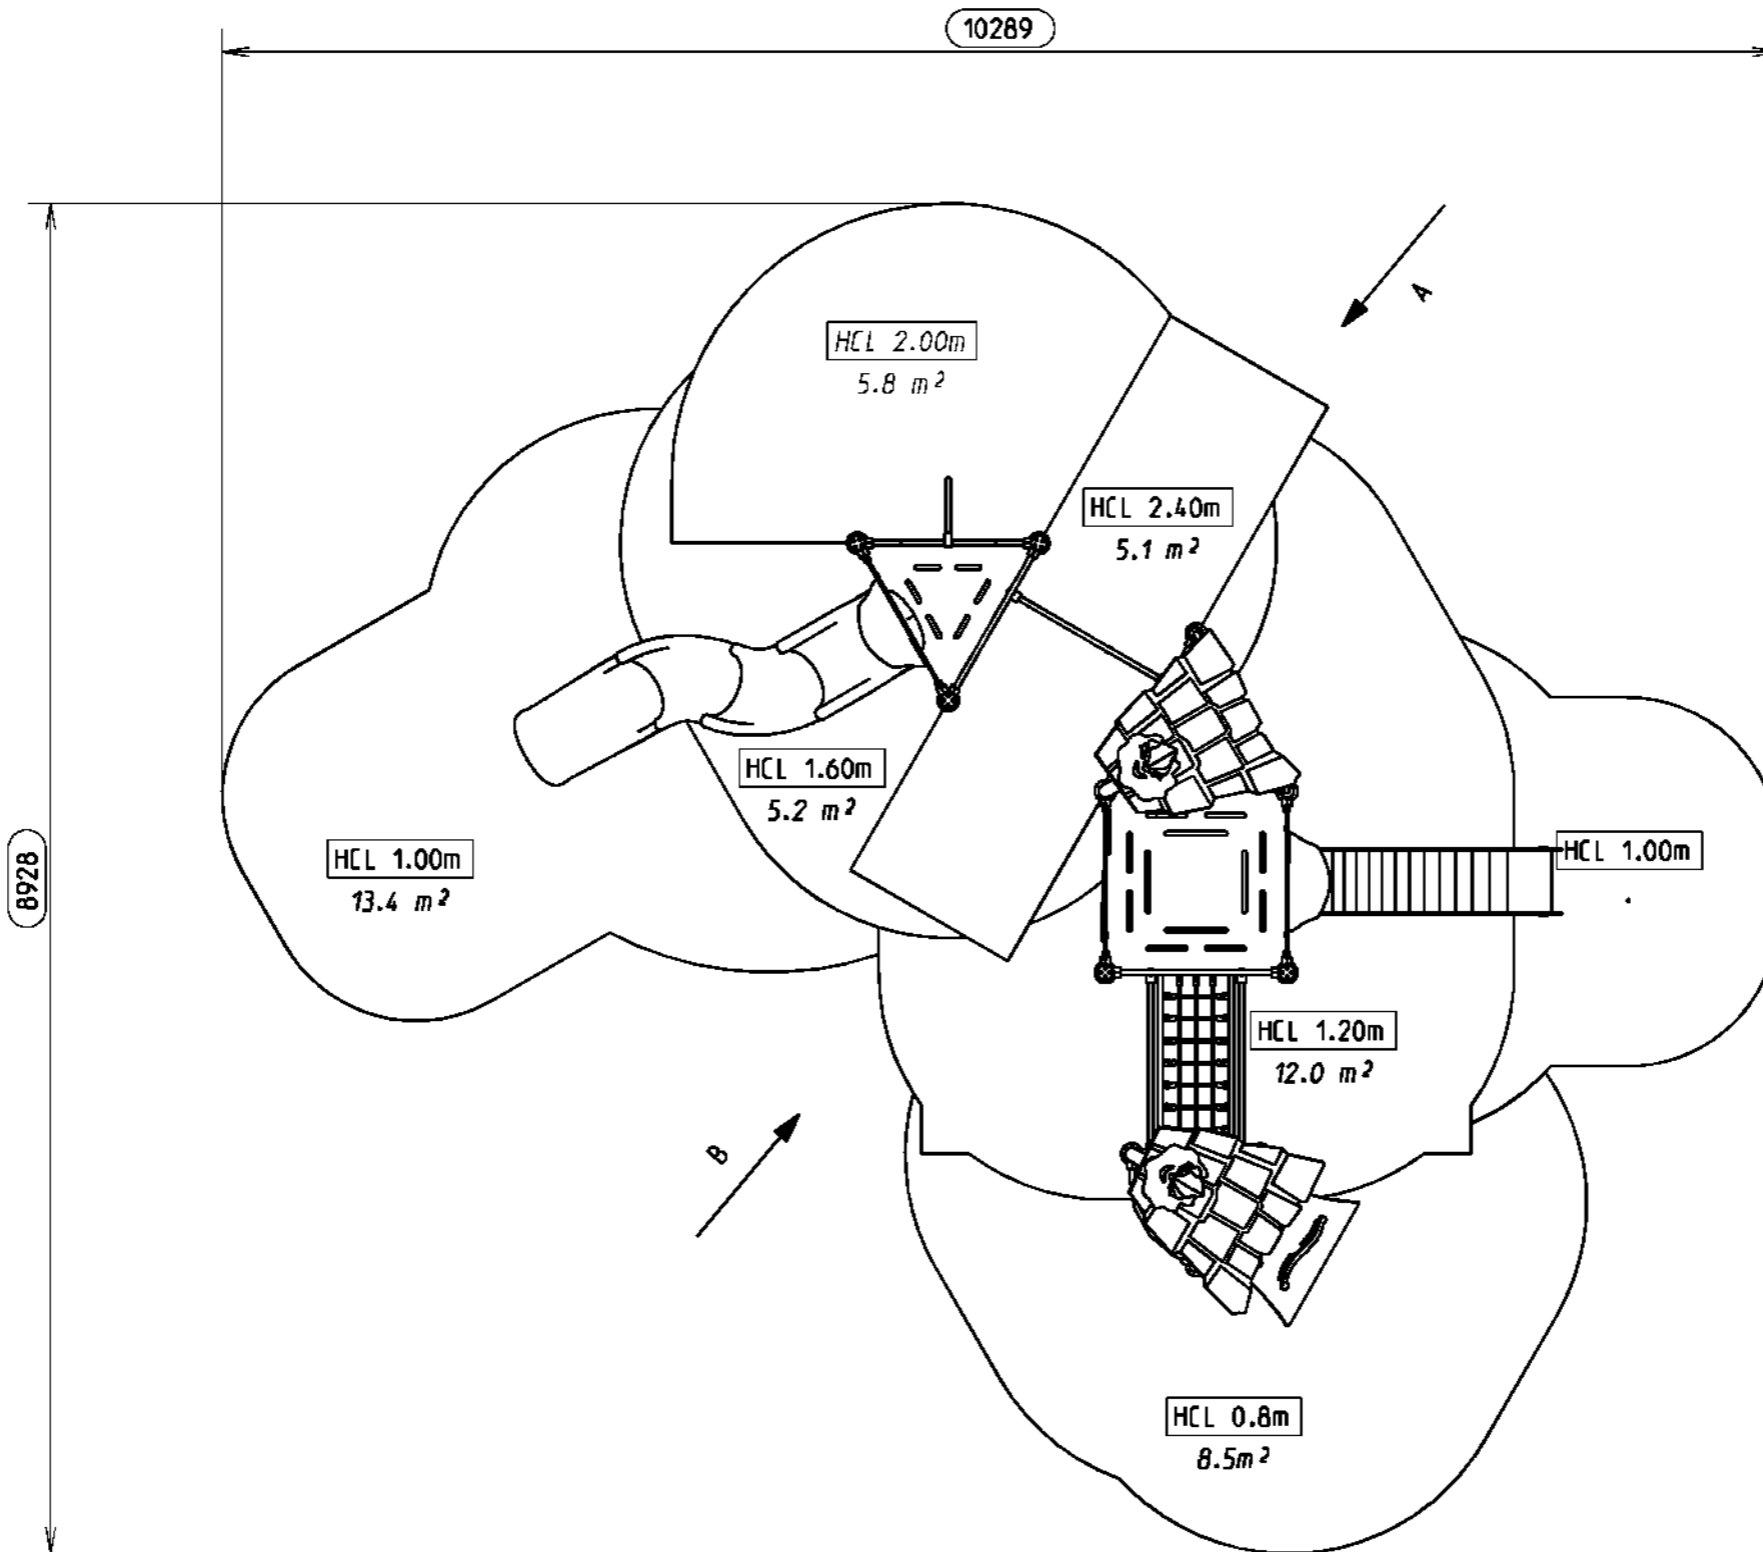 10289
A
HCL 2.00m
5.8 m²
HCL 2.40m
5.1 m²
HCL 1.60m
5.2 m²
HCL 1.00m
13.4 m²
HCL 1.00m
8928
HCL 1.20m
12.0 m²
B
HCL 0.8m
8.5m²